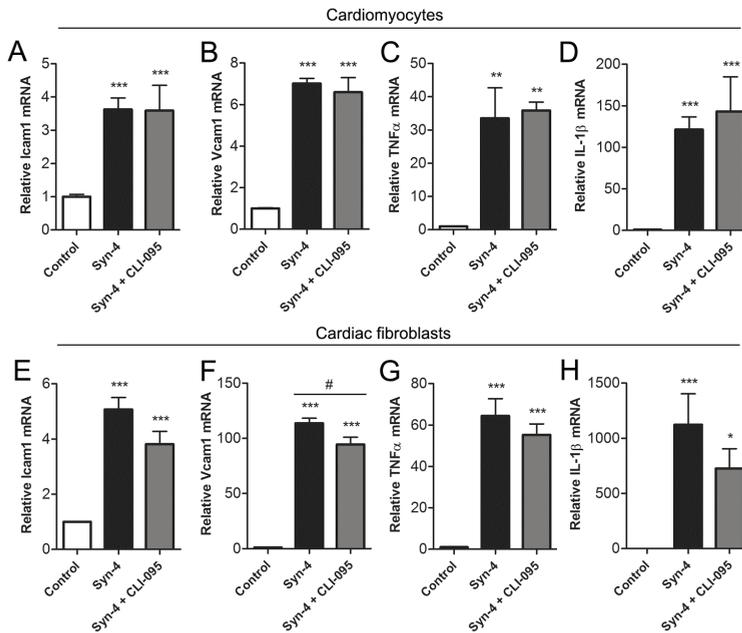 Cardiomyocytes
A
Relative Icam1 mRNA
5
4
3
2
1
0
***
***
Control
Syn-4
Syn-4 + CLI-095
B
Relative Vcam1 mRNA
8
6
4
2
0
***
***
Control
Syn-4
Syn-4 + CLI-095
C
Relative TNFα mRNA
50
40
30
20
10
0
**
**
Control
Syn-4
Syn-4 + CLI-095
D
Relative IL-1β mRNA
200
150
100
50
0
***
***
Control
Syn-4
Syn-4 + CLI-095
Cardiac fibroblasts
E
Relative Icam1 mRNA
6
4
2
0
***
***
Control
Syn-4
Syn-4 + CLI-095
F
Relative Vcam1 mRNA
150
100
50
0
#
***
***
Control
Syn-4
Syn-4 + CLI-095
G
Relative TNFα mRNA
80
60
40
20
0
***
***
Control
Syn-4
Syn-4 + CLI-095
H
Relative IL-1β mRNA
1500
1000
500
0
***
*
Control
Syn-4
Syn-4 + CLI-095